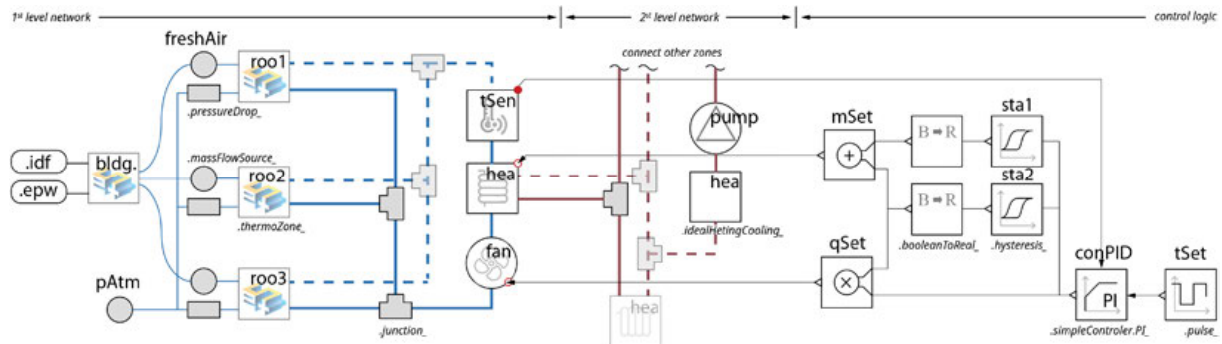 1st level network
2nd level network
control logic
freshAir
roo1
connect other zones
.pressureDrop_
tSen
pump
mSet
B ⇒ R
sta1
.idf
.epw
bldg.
.massFlowSource_
roo2
.thermoZone_
hea
hea
.idealHetingCooling_
B ⇒ R
.booleanToReal_
sta2
.hysteresis_
fan
qSet
conPID
tSet
pAtm
roo3
.junction_
hea
PI
.simpleControler.PI_
.pulse_